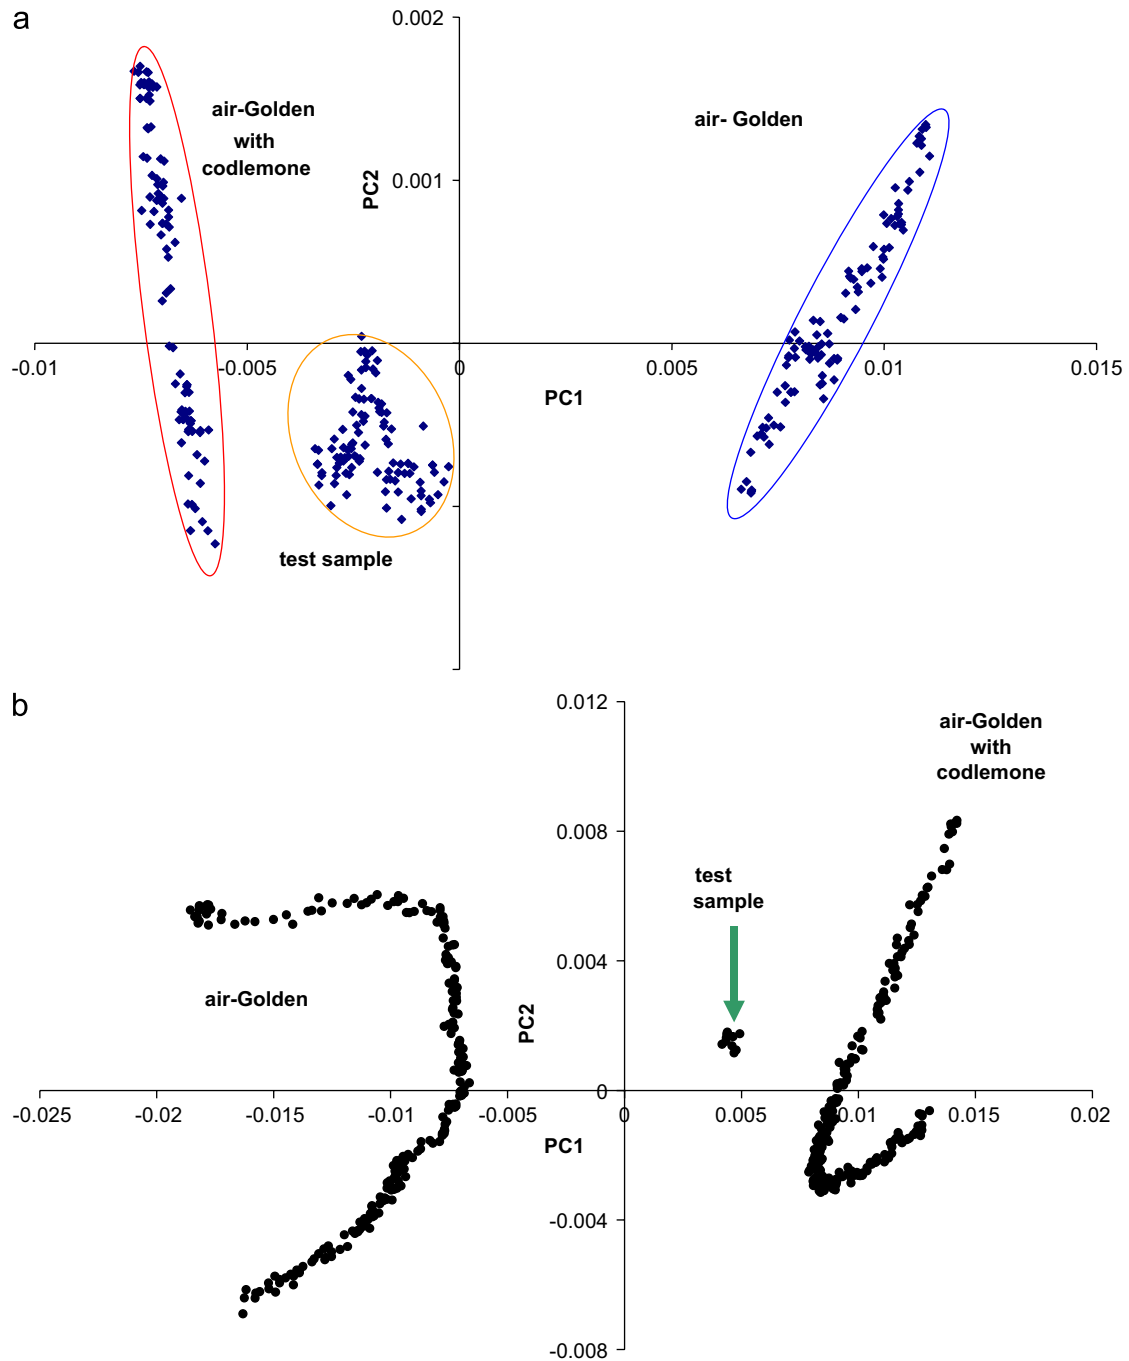 a
0.002
air-Golden
with
codlemone
air- Golden
0.001
PC2
-0.01
-0.005
0
0.005
0.01
0.015
PC1
test sample
b
0.012
air-Golden
with
codlemone
0.008
test
sample
0.004
air-Golden
PC2
0
-0.025
-0.02
-0.015
-0.01
-0.005
0
0.005
0.01
0.015
0.02
PC1
-0.004
-0.008